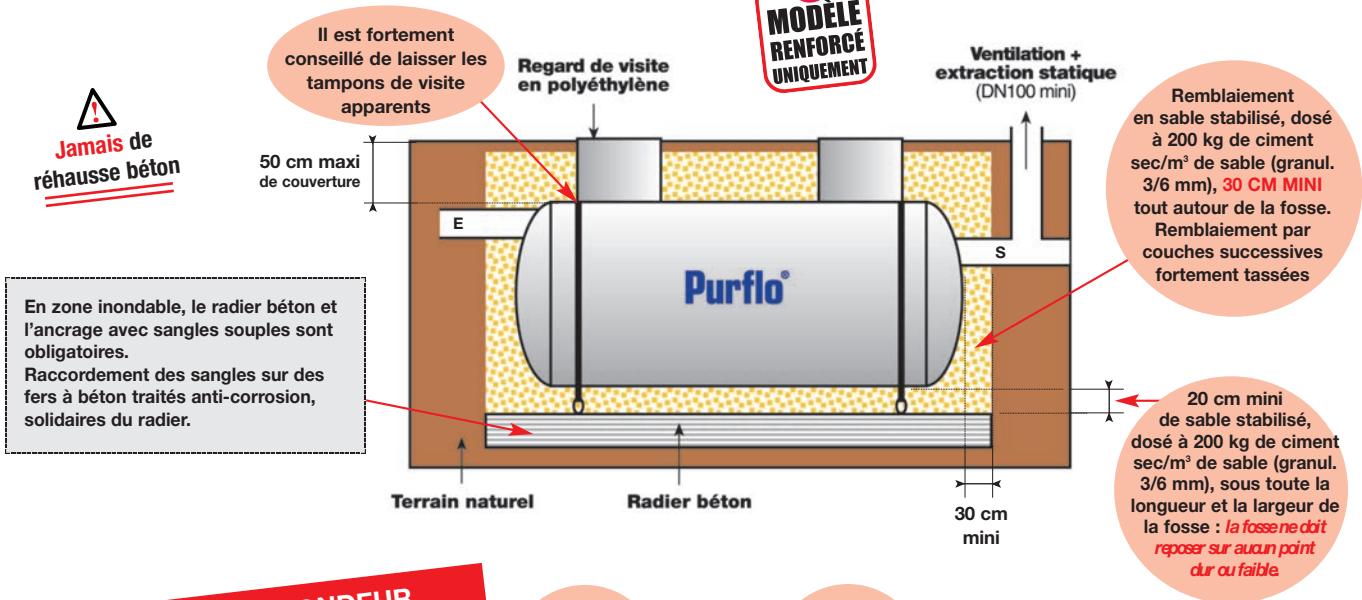 MODÈLE
RENFORCÉ
UNIQUEMENT
Il est fortement
conseillé de laisser les
tampons de visite
apparents
Regard de visite
en polyéthylène
Ventilation +
extraction statique
(DN100 mini)
Jamais de
réhausse béton
50 cm maxi
de couverture
Remblaiement
en sable stabilisé, dosé
à 200 kg de ciment
sec/m³ de sable (granul.
3/6 mm), 30 CM MINI
tout autour de la fosse.
Remblaiement par
couches successives
fortement tassées
E
S
Purflo®
En zone inondable, le radier béton et
l'ancrage avec sangles souples sont
obligatoires.
Raccordement des sangles sur des
fers à béton traités anti-corrosion,
solidaires du radier.
20 cm mini
de sable stabilisé,
dosé à 200 kg de ciment
sec/m³ de sable (granul.
3/6 mm), sous toute la
longueur et la largeur de
la fosse : la fosse ne doit
reposer sur aucun point
dur ou faible.
Terrain naturel
Radier béton
30 cm
mini